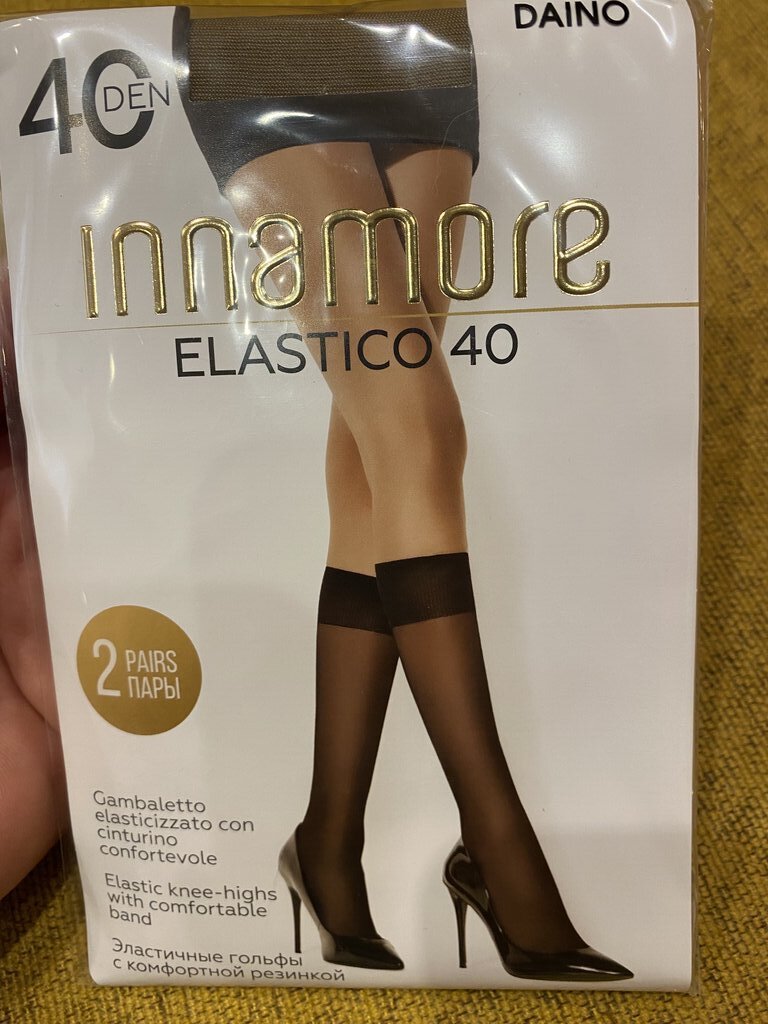 DAINO
40 DEN
innamore
ELASTICO 40
2 PAIRS
ПАРЫ
Gambaletto
elasticizzato con
cinturino
confortevole
Elastic knee-highs
with comfortable
band
Эластичные гольфы
с комфортной резинкой